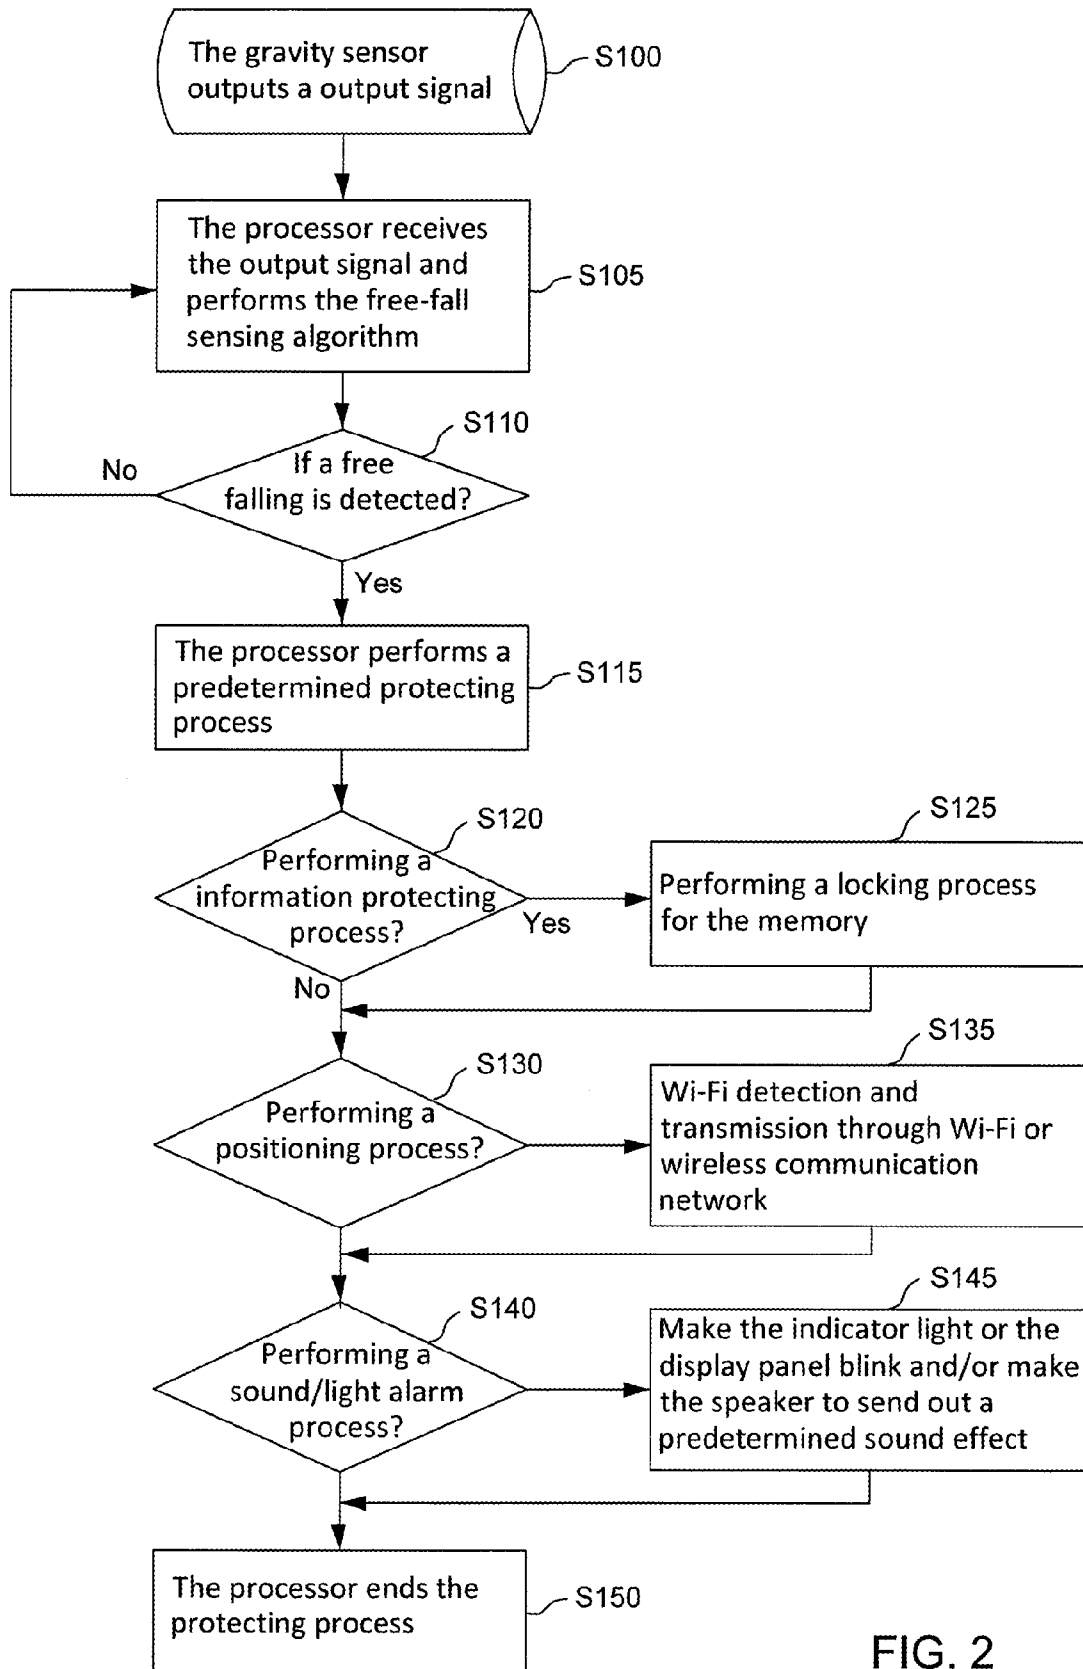 The gravity sensor
outputs a output signal
S100
The processor receives
the output signal and
performs the free-fall
sensing algorithm
S105
S110
If a free
falling is detected?
No
Yes
The processor performs a
predetermined protecting
process
S115
S120
Performing a
information protecting
process?
Yes
No
S125
Performing a locking process
for the memory
S130
Performing a
positioning process?
S135
Wi-Fi detection and
transmission through Wi-Fi or
wireless communication
network
S140
Performing a
sound/light alarm
process?
S145
Make the indicator light or the
display panel blink and/or make
the speaker to send out a
predetermined sound effect
The processor ends the
protecting process
S150
FIG. 2